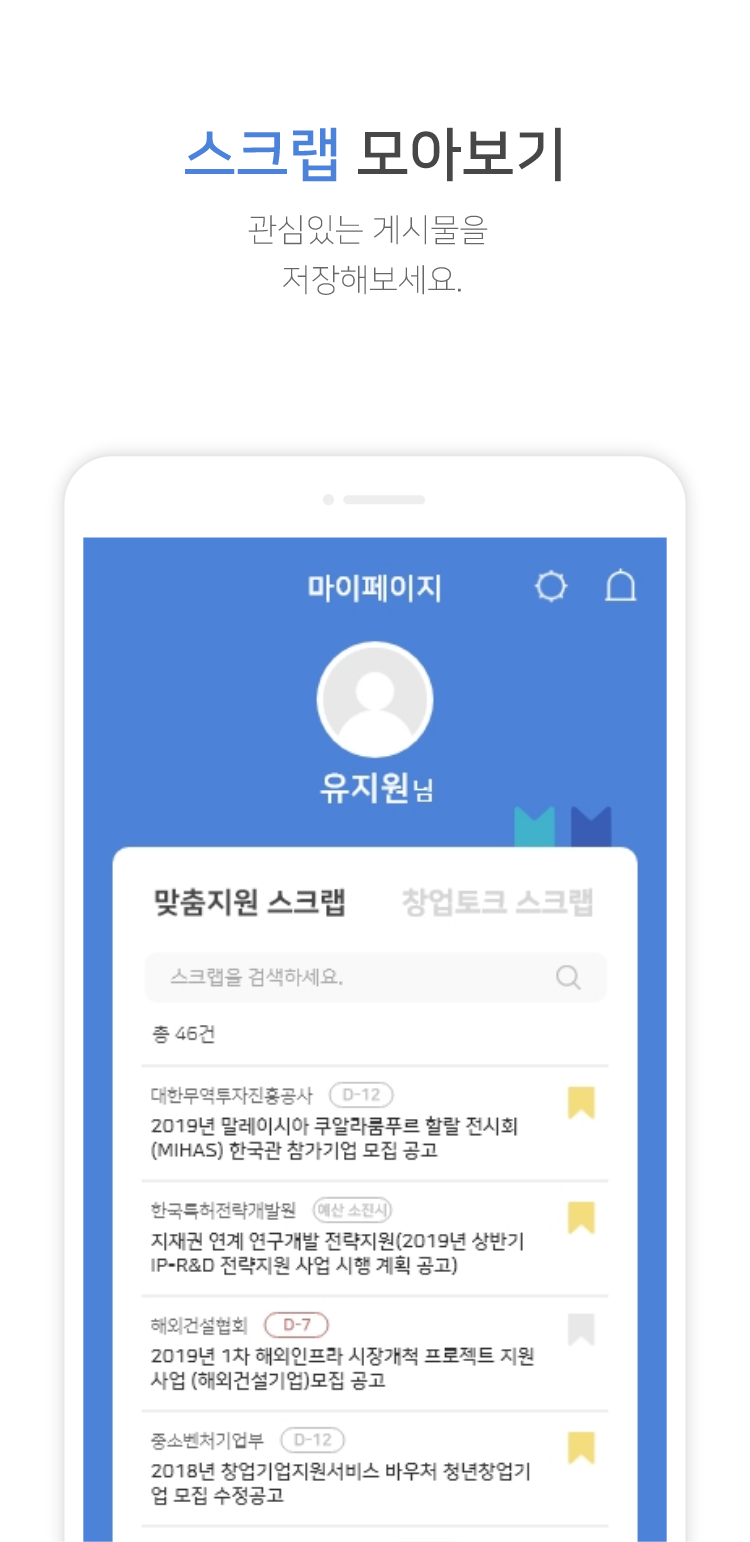 스크랩 모아보기
관심있는 게시물을
저장해보세요.
마이페이지
유지원님
맞춤지원 스크랩 창업토크 스크랩
스크랩을 검색하세요.
총 46건
대한무역투자진흥공사 D-12
2019년 말레이시아 쿠알라룸푸르 할랄 전시회
(MIHAS) 한국관 참가기업 모집 공고
한국특허전략개발원 예산 소진시
지재권 연계 연구개발 전략지원(2019년 상반기
IP-R&D 전략지원 사업 시행 계획 공고)
해외건설협회 D-7
2019년 1차 해외인프라 시장개척 프로젝트 지원
사업 (해외건설기업)모집 공고
중소벤처기업부 D-12
2018년 창업기업지원서비스 바우처 청년창업기
업 모집 수정공고